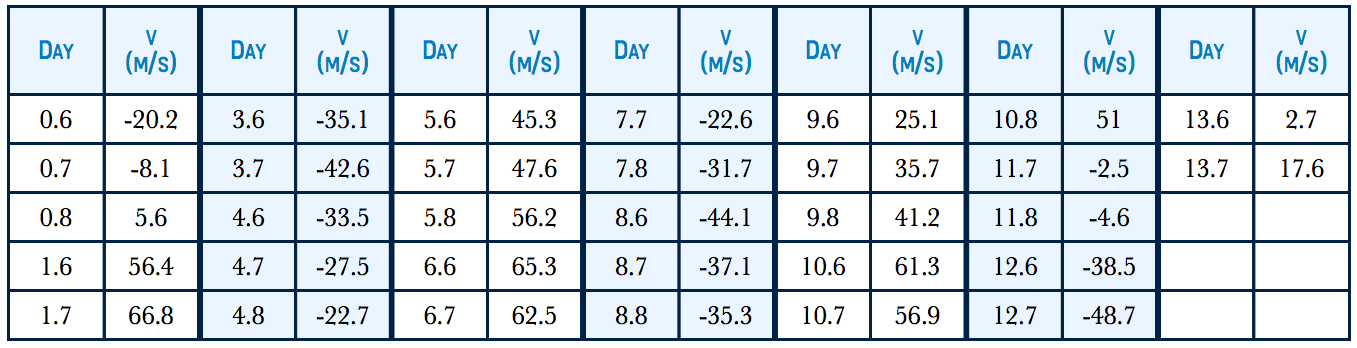 DAY V (M/S) DAY V (M/S) DAY V (M/S) DAY V (M/S) DAY V (M/S) DAY V (M/S) DAY V (M/S)
0.6 -20.2 3.6 -35.1 5.6 45.3 7.7 -22.6 9.6 25.1 10.8 51 13.6 2.7
0.7 -8.1 3.7 -42.6 5.7 47.6 7.8 -31.7 9.7 35.7 11.7 -2.5 13.7 17.6
0.8 5.6 4.6 -33.5 5.8 56.2 8.6 -44.1 9.8 41.2 11.8 -4.6
1.6 56.4 4.7 -27.5 6.6 65.3 8.7 -37.1 10.6 61.3 12.6 -38.5
1.7 66.8 4.8 -22.7 6.7 62.5 8.8 -35.3 10.7 56.9 12.7 -48.7